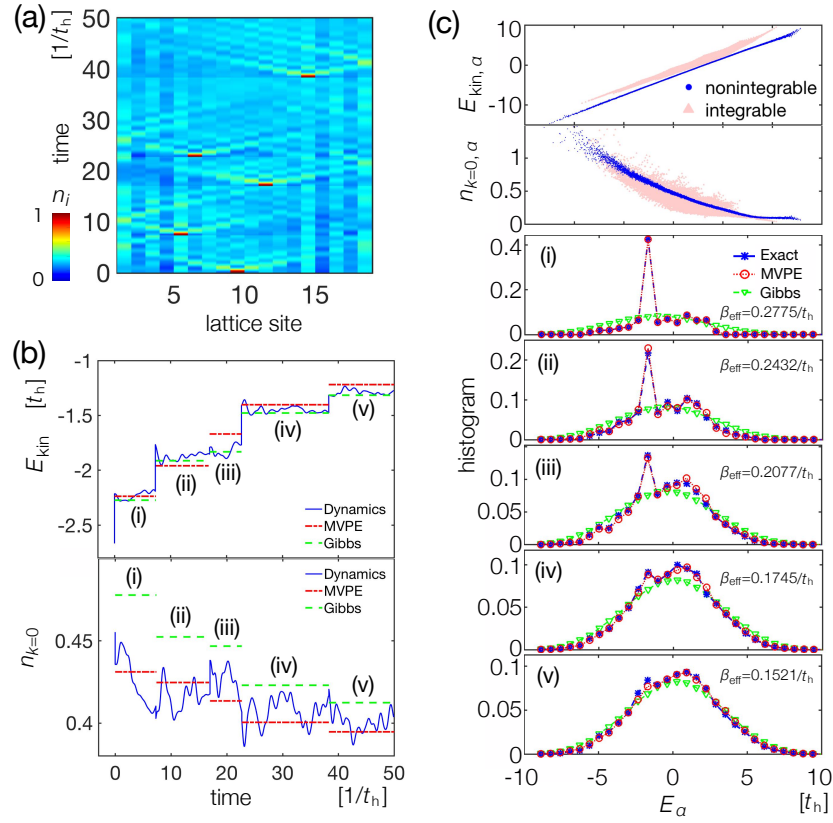 (a)
[1/t_h]
50
40
30
20
10
0
time
n_i
1
0
5
10
15
lattice site
(b)
-1
-1.5
-2
-2.5
E_kin [t_h]
(i)
(ii)
(iii)
(iv)
(v)
Dynamics
MVPE
Gibbs
(i)
(ii)
(iii)
(iv)
(v)
Dynamics
MVPE
Gibbs
0.45
0.4
n_{k=0}
0
10
20
30
40
50
time
[1/t_h]
(c)
10
0
-10
E_{kin, α}
nonintegrable
integrable
1
0.5
0
n_{k=0, α}
(i)
0.4
0.2
0
Exact
MVPE
Gibbs
β_eff=0.2775/t_h
(ii)
0.2
0.1
0
β_eff=0.2432/t_h
(iii)
0.1
0.05
0
β_eff=0.2077/t_h
(iv)
0.1
0.05
0
β_eff=0.1745/t_h
(v)
0.1
0.05
0
β_eff=0.1521/t_h
histogram
-10
-5
0
5
10
E_α
[t_h]